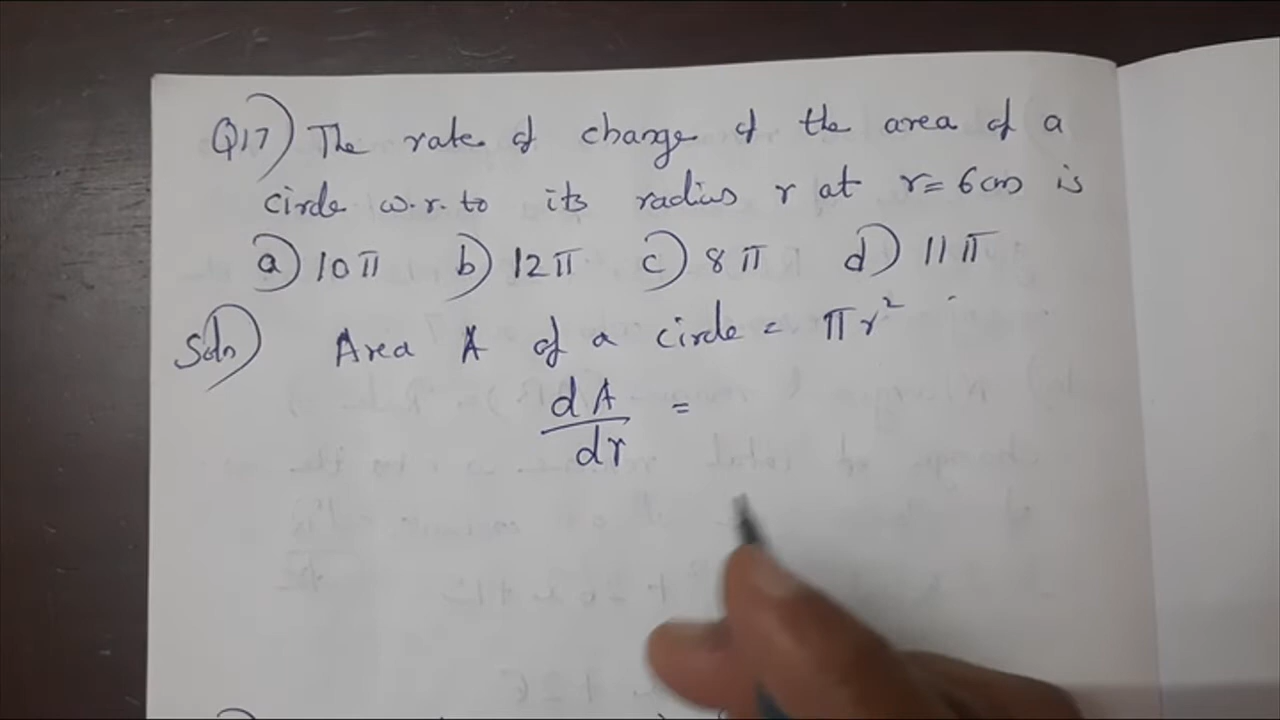 Q17) The rate of change of the area of a
circle w.r.to its radius r at r = 6cm is
a) 10π b) 12π c) 8π d) 11π
Soln) Area A of a circle = πr²
dA
dr =